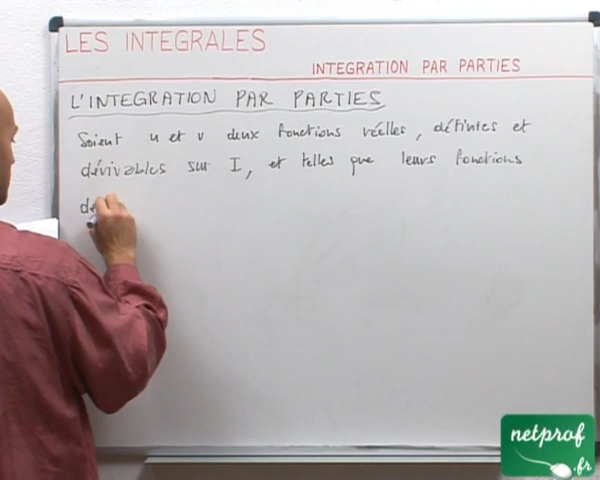 LES INTEGRALES
INTEGRATION PAR PARTIES
L'INTEGRATION PAR PARTIES
Soient u et v deux fonctions réelles, définies et
dérivables sur I, et telles que leurs fonctions
dé
netprof
.fr